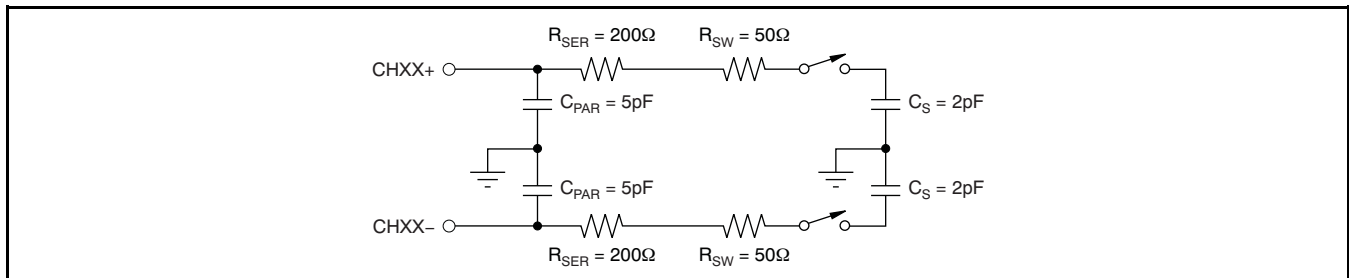 R_SER = 200Ω R_SW = 50Ω
CHXX+
C_PAR = 5pF C_S = 2pF
C_PAR = 5pF C_S = 2pF
CHXX–
R_SER = 200Ω R_SW = 50Ω